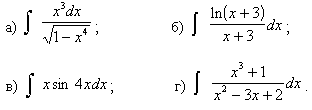 а) ∫ x³dx / √(1 − x⁴) ; б) ∫ ln(x + 3) / (x + 3) dx ;
в) ∫ x sin 4x dx ; г) ∫ (x³ + 1) / (x² − 3x + 2) dx .